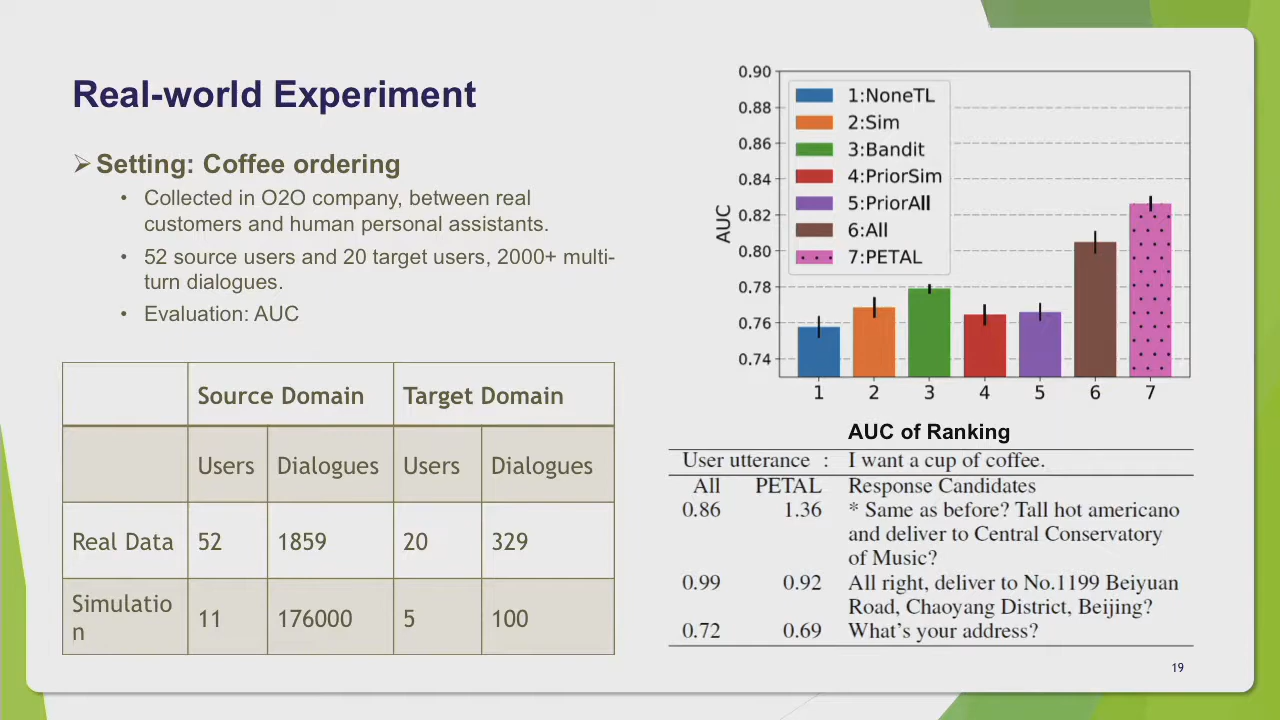 Real-world Experiment
➢ Setting: Coffee ordering
• Collected in O2O company, between real
customers and human personal assistants.
• 52 source users and 20 target users, 2000+ multi-
turn dialogues.
• Evaluation: AUC
Source Domain Target Domain
Users Dialogues Users Dialogues
Real Data 52 1859 20 329
Simulatio
n 11 176000 5 100
0.90
0.88
0.86
0.84
0.82
0.80
0.78
0.76
0.74
AUC
1:NoneTL
2:Sim
3:Bandit
4:PriorSim
5:PriorAll
6:All
7:PETAL
1 2 3 4 5 6 7
AUC of Ranking
User utterance : I want a cup of coffee.
All PETAL Response Candidates
0.86 1.36 * Same as before? Tall hot americano
and deliver to Central Conservatory
of Music?
0.99 0.92 All right, deliver to No.1199 Beiyuan
Road, Chaoyang District, Beijing?
0.72 0.69 What's your address?
19